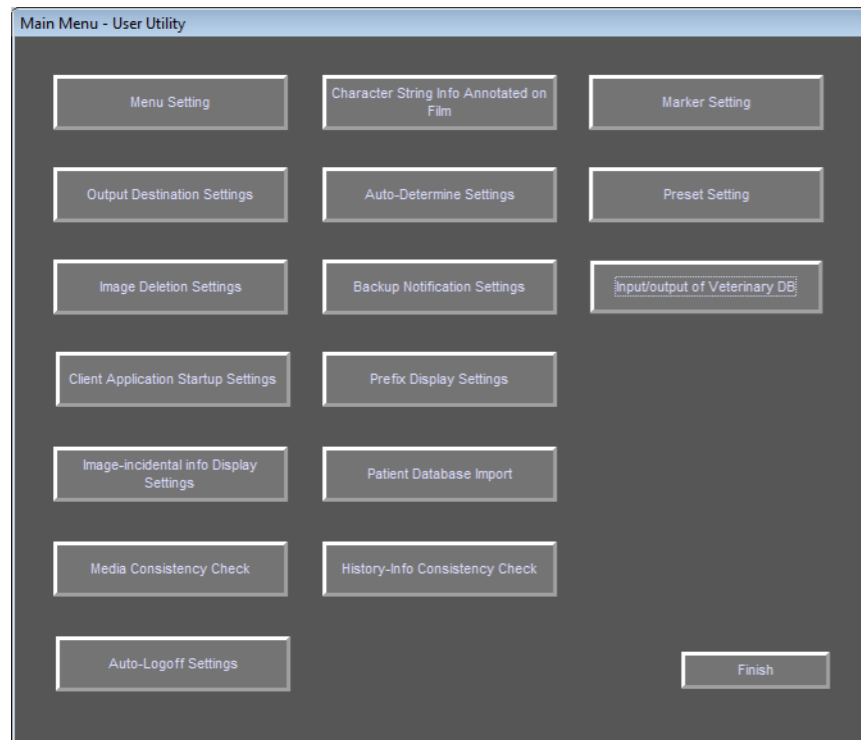 Main Menu - User Utility
Menu Setting
Character String Info Annotated on
Film
Marker Setting
Output Destination Settings
Auto-Determine Settings
Preset Setting
Image Deletion Settings
Backup Notification Settings
Input/output of Veterinary DB
Client Application Startup Settings
Prefix Display Settings
Image-incidental info Display
Settings
Patient Database Import
Media Consistency Check
History-Info Consistency Check
Auto-Logoff Settings
Finish